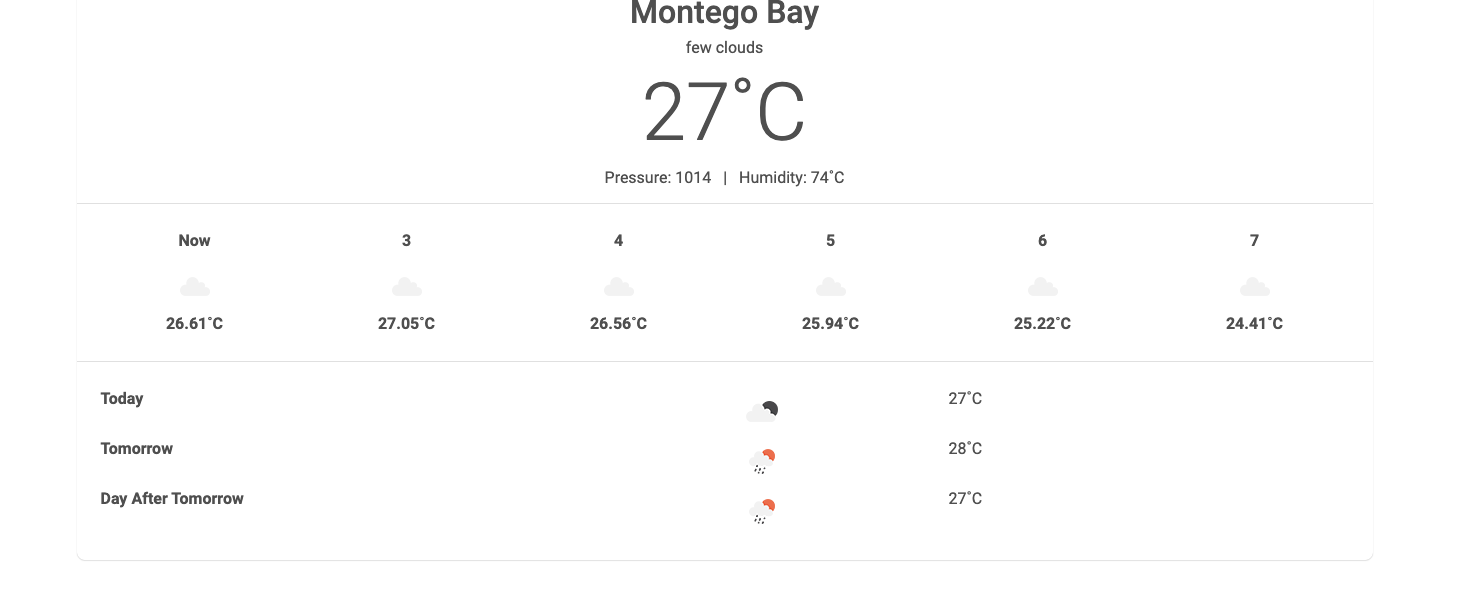 Montego Bay
few clouds
27˚C
Pressure: 1014 | Humidity: 74˚C
Now 3 4 5 6 7
26.61˚C 27.05˚C 26.56˚C 25.94˚C 25.22˚C 24.41˚C
Today 27˚C
Tomorrow 28˚C
Day After Tomorrow 27˚C